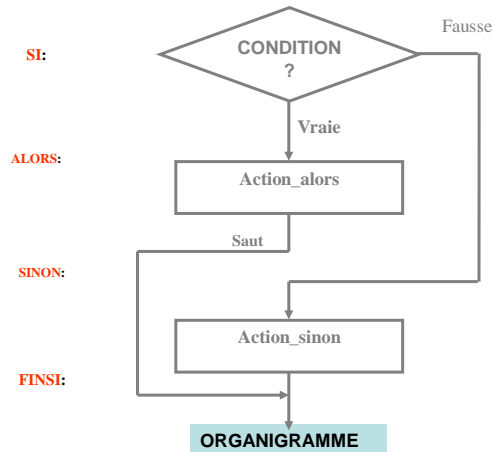 Fausse
SI:
CONDITION
?
Vraie
ALORS:
Action_alors
Saut
SINON:
Action_sinon
FINSI:
ORGANIGRAMME